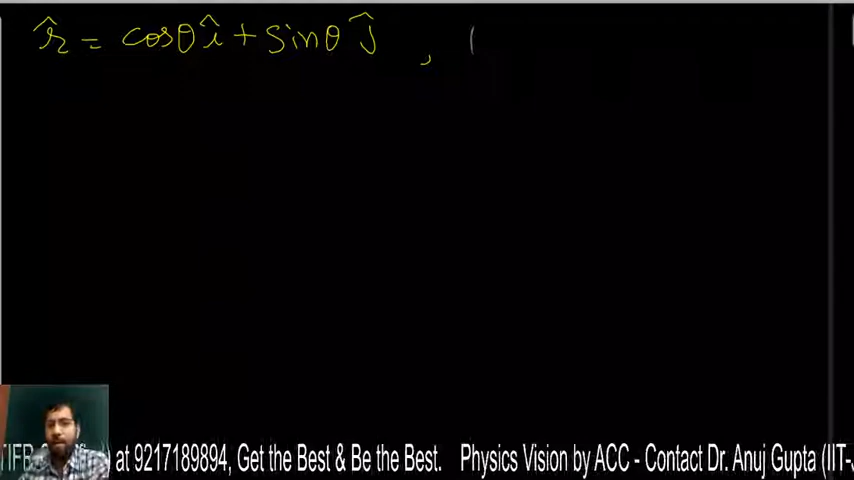 r̂ = cosθ î + sinθ ĵ , (
TIFR at 9217189894, Get the Best & Be the Best. Physics Vision by ACC - Contact Dr. Anuj Gupta (IIT-